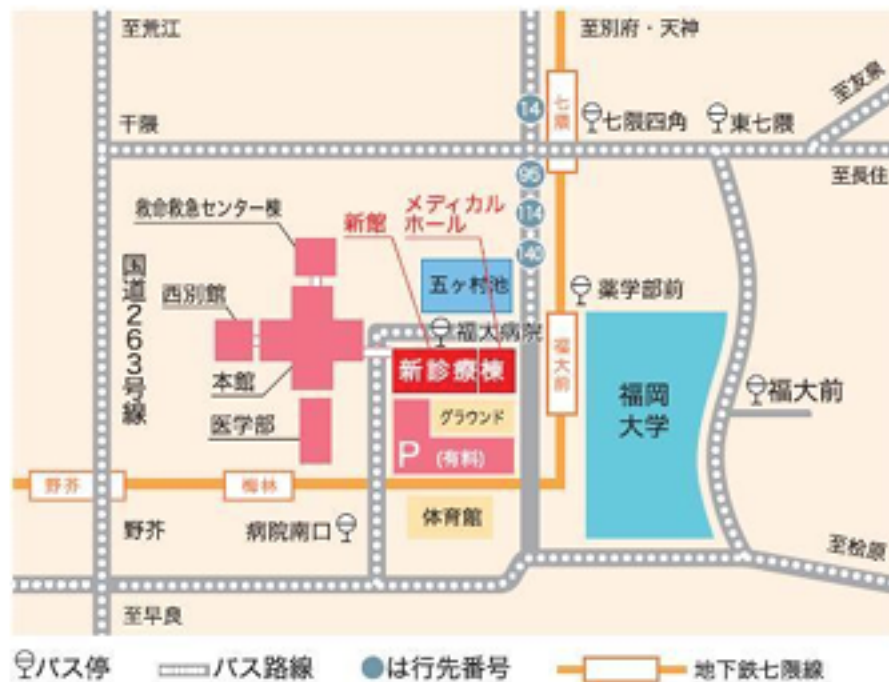 至荒江
至別府・天神
至友泉
14
七隈
七隈四角
東七隈
干隈
至長住
95
114
140
救命救急センター棟
新館
メディカル
ホール
国道263号線
西別館
五ヶ村池
薬学部前
福大病院
本館
新診療棟
福大前
福岡
大学
福大前
医学部
グラウンド
P
(有料)
野芥
梅林
野芥
病院南口
体育館
至桧原
至早良
バス停
バス路線
は行先番号
地下鉄七隈線